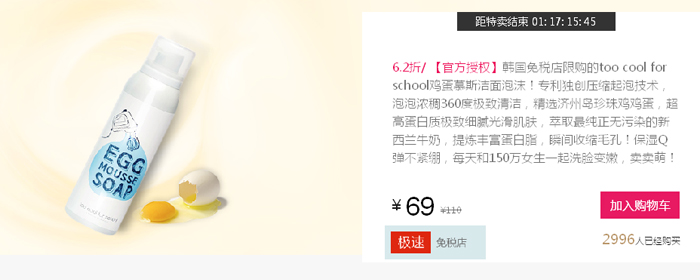 距特卖结束 01:17:15:45
6.2折/ 【官方授权】韩国免税店限购的too cool for
school鸡蛋慕斯洁面泡沫！专利独创压缩起泡技术，
泡泡浓稠360度极致清洁，精选济州岛珍珠鸡鸡蛋，超
高蛋白质极致细腻光滑肌肤，萃取最纯正无污染的新
西兰牛奶，提炼丰富蛋白脂，瞬间收缩毛孔！保湿Q
弹不紧绷，每天和150万女生一起洗脸变嫩，卖卖萌！
EGG
MOUSSE
SOAP
¥ 69 ¥110
加入购物车
极速 免税店
2996人已经购买